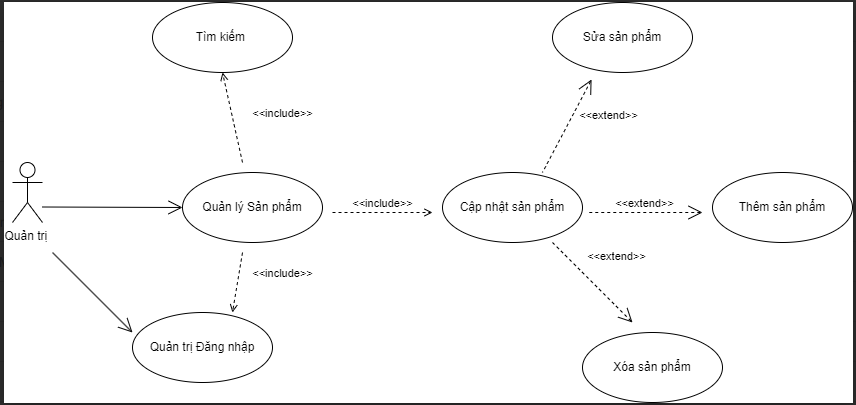 Tìm kiếm
Sửa sản phẩm
<<include>>
<<extend>>
Quản trị
Quản lý Sản phẩm
<<include>>
Cập nhật sản phẩm
<<extend>>
Thêm sản phẩm
<<include>>
<<extend>>
Quản trị Đăng nhập
Xóa sản phẩm